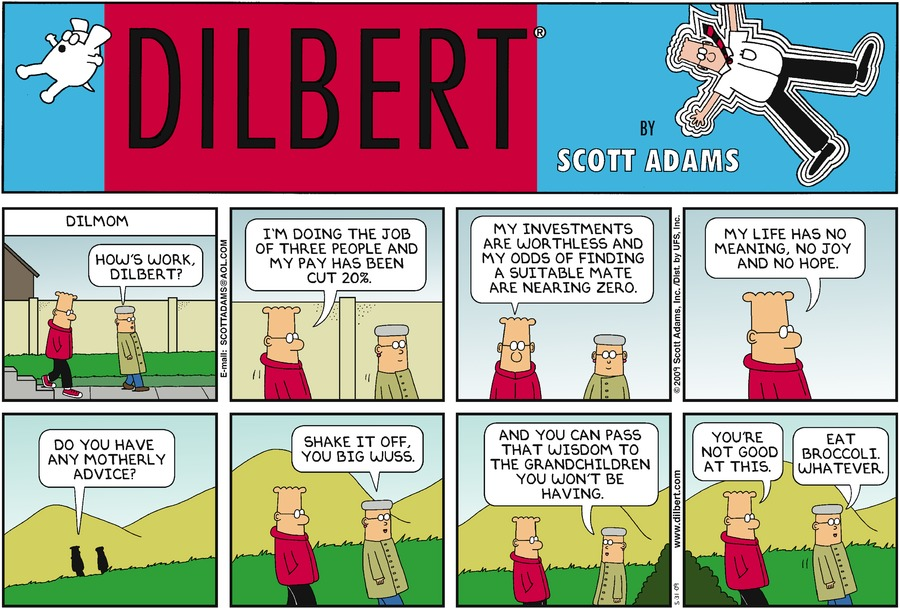 DILBERT®
BY
SCOTT ADAMS
DILMOM
HOW'S WORK,
DILBERT?
E-mail: SCOTTADAMS@AOL.COM
I'M DOING THE JOB
OF THREE PEOPLE AND
MY PAY HAS BEEN
CUT 20%.
MY INVESTMENTS
ARE WORTHLESS AND
MY ODDS OF FINDING
A SUITABLE MATE
ARE NEARING ZERO.
© 2009 Scott Adams, Inc./Dist. by UFS, Inc.
MY LIFE HAS NO
MEANING, NO JOY
AND NO HOPE.
DO YOU HAVE
ANY MOTHERLY
ADVICE?
SHAKE IT OFF,
YOU BIG WUSS.
AND YOU CAN PASS
THAT WISDOM TO
THE GRANDCHILDREN
YOU WON'T BE
HAVING.
www.dilbert.com
5-31-09
YOU'RE
NOT GOOD
AT THIS.
EAT
BROCCOLI.
WHATEVER.